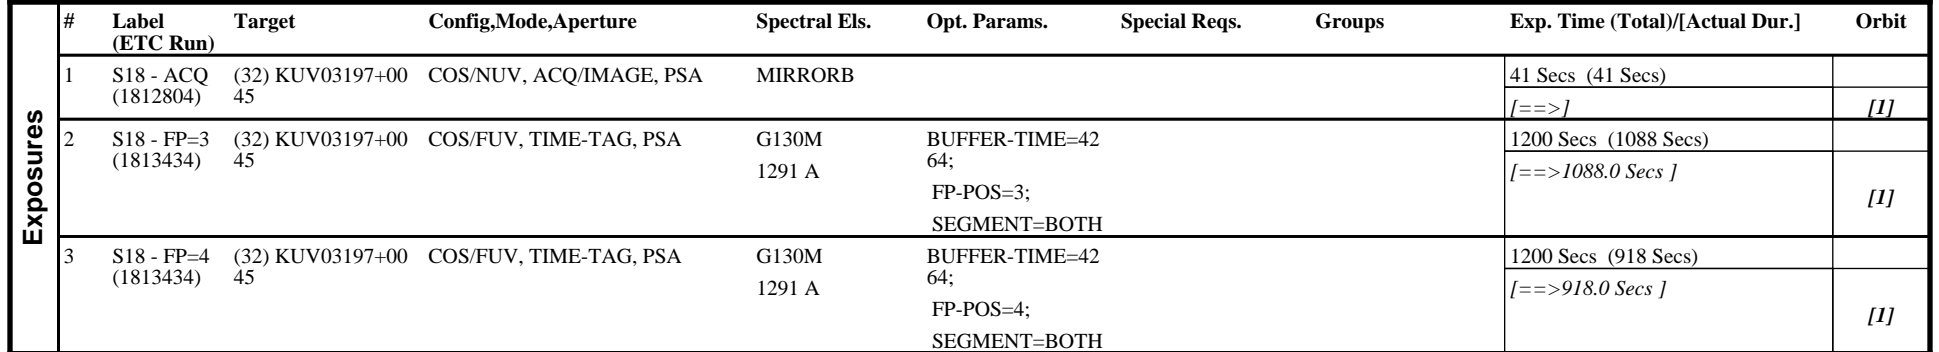 # Label Target Config,Mode,Aperture Spectral Els. Opt. Params. Special Reqs. Groups Exp. Time (Total)/[Actual Dur.] Orbit
(ETC Run)
Exposures
1 S18 - ACQ (32) KUV03197+00 COS/NUV, ACQ/IMAGE, PSA MIRRORB 41 Secs (41 Secs)
(1812804) 45
[==>] [1]
2 S18 - FP=3 (32) KUV03197+00 COS/FUV, TIME-TAG, PSA G130M BUFFER-TIME=42 1200 Secs (1088 Secs)
(1813434) 45 64;
1291 A [==>1088.0 Secs ]
FP-POS=3; [1]
SEGMENT=BOTH
3 S18 - FP=4 (32) KUV03197+00 COS/FUV, TIME-TAG, PSA G130M BUFFER-TIME=42 1200 Secs (918 Secs)
(1813434) 45 64;
1291 A [==>918.0 Secs ]
FP-POS=4; [1]
SEGMENT=BOTH